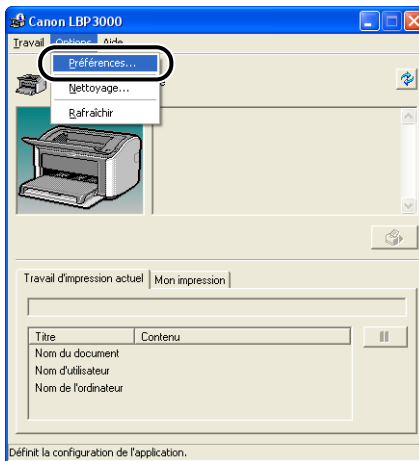 Canon LBP3000
Travail Options Aide
Préférences...
Nettoyage...
Rafraîchir
Travail d'impression actuel Mon impression
Titre Contenu
Nom du document
Nom d'utilisateur
Nom de l'ordinateur
Définit la configuration de l'application.